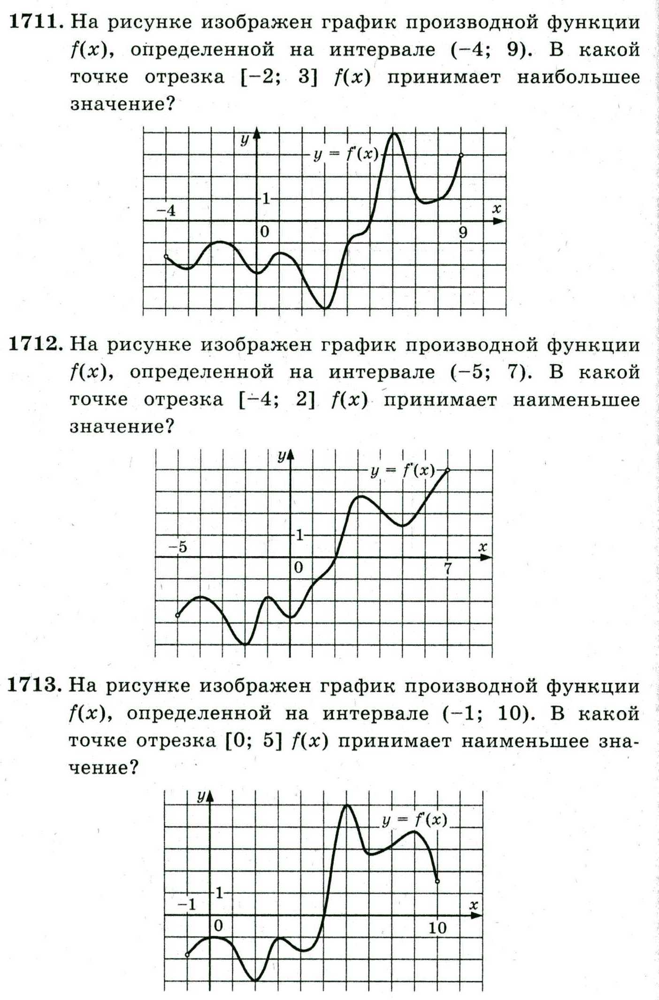 1711. На рисунке изображен график производной функции
f(x), определенной на интервале (−4; 9). В какой
точке отрезка [−2; 3] f(x) принимает наибольшее
значение?
y
y = f'(x)
1
−4
x
0
9
1712. На рисунке изображен график производной функции
f(x), определенной на интервале (−5; 7). В какой
точке отрезка [−4; 2] f(x) принимает наименьшее
значение?
y
y = f'(x)
1
−5
x
0
7
1713. На рисунке изображен график производной функции
f(x), определенной на интервале (−1; 10). В какой
точке отрезка [0; 5] f(x) принимает наименьшее зна-
чение?
y
y = f'(x)
1
−1
x
0
10